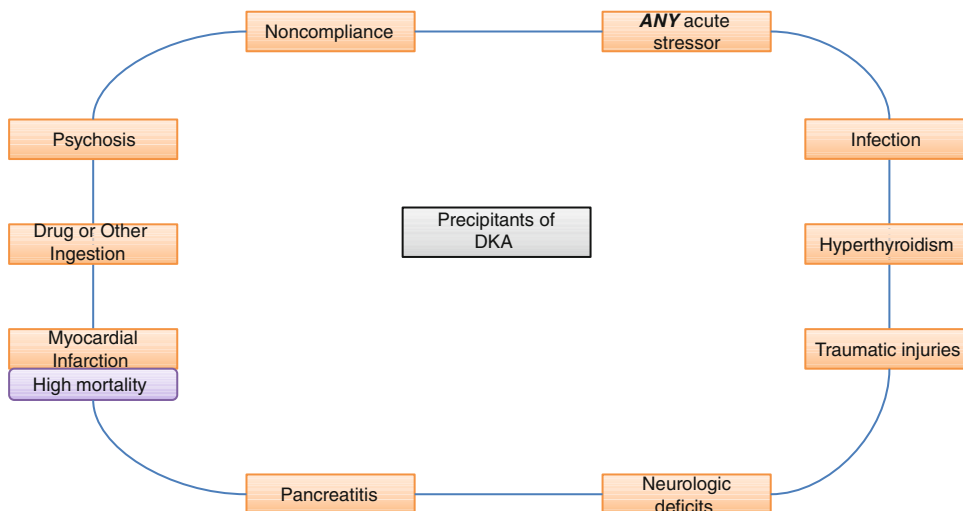 Noncompliance
ANY acute
stressor
Psychosis
Infection
Precipitants of
DKA
Drug or Other
Ingestion
Hyperthyroidism
Myocardial
Infarction
High mortality
Traumatic injuries
Pancreatitis
Neurologic
deficits